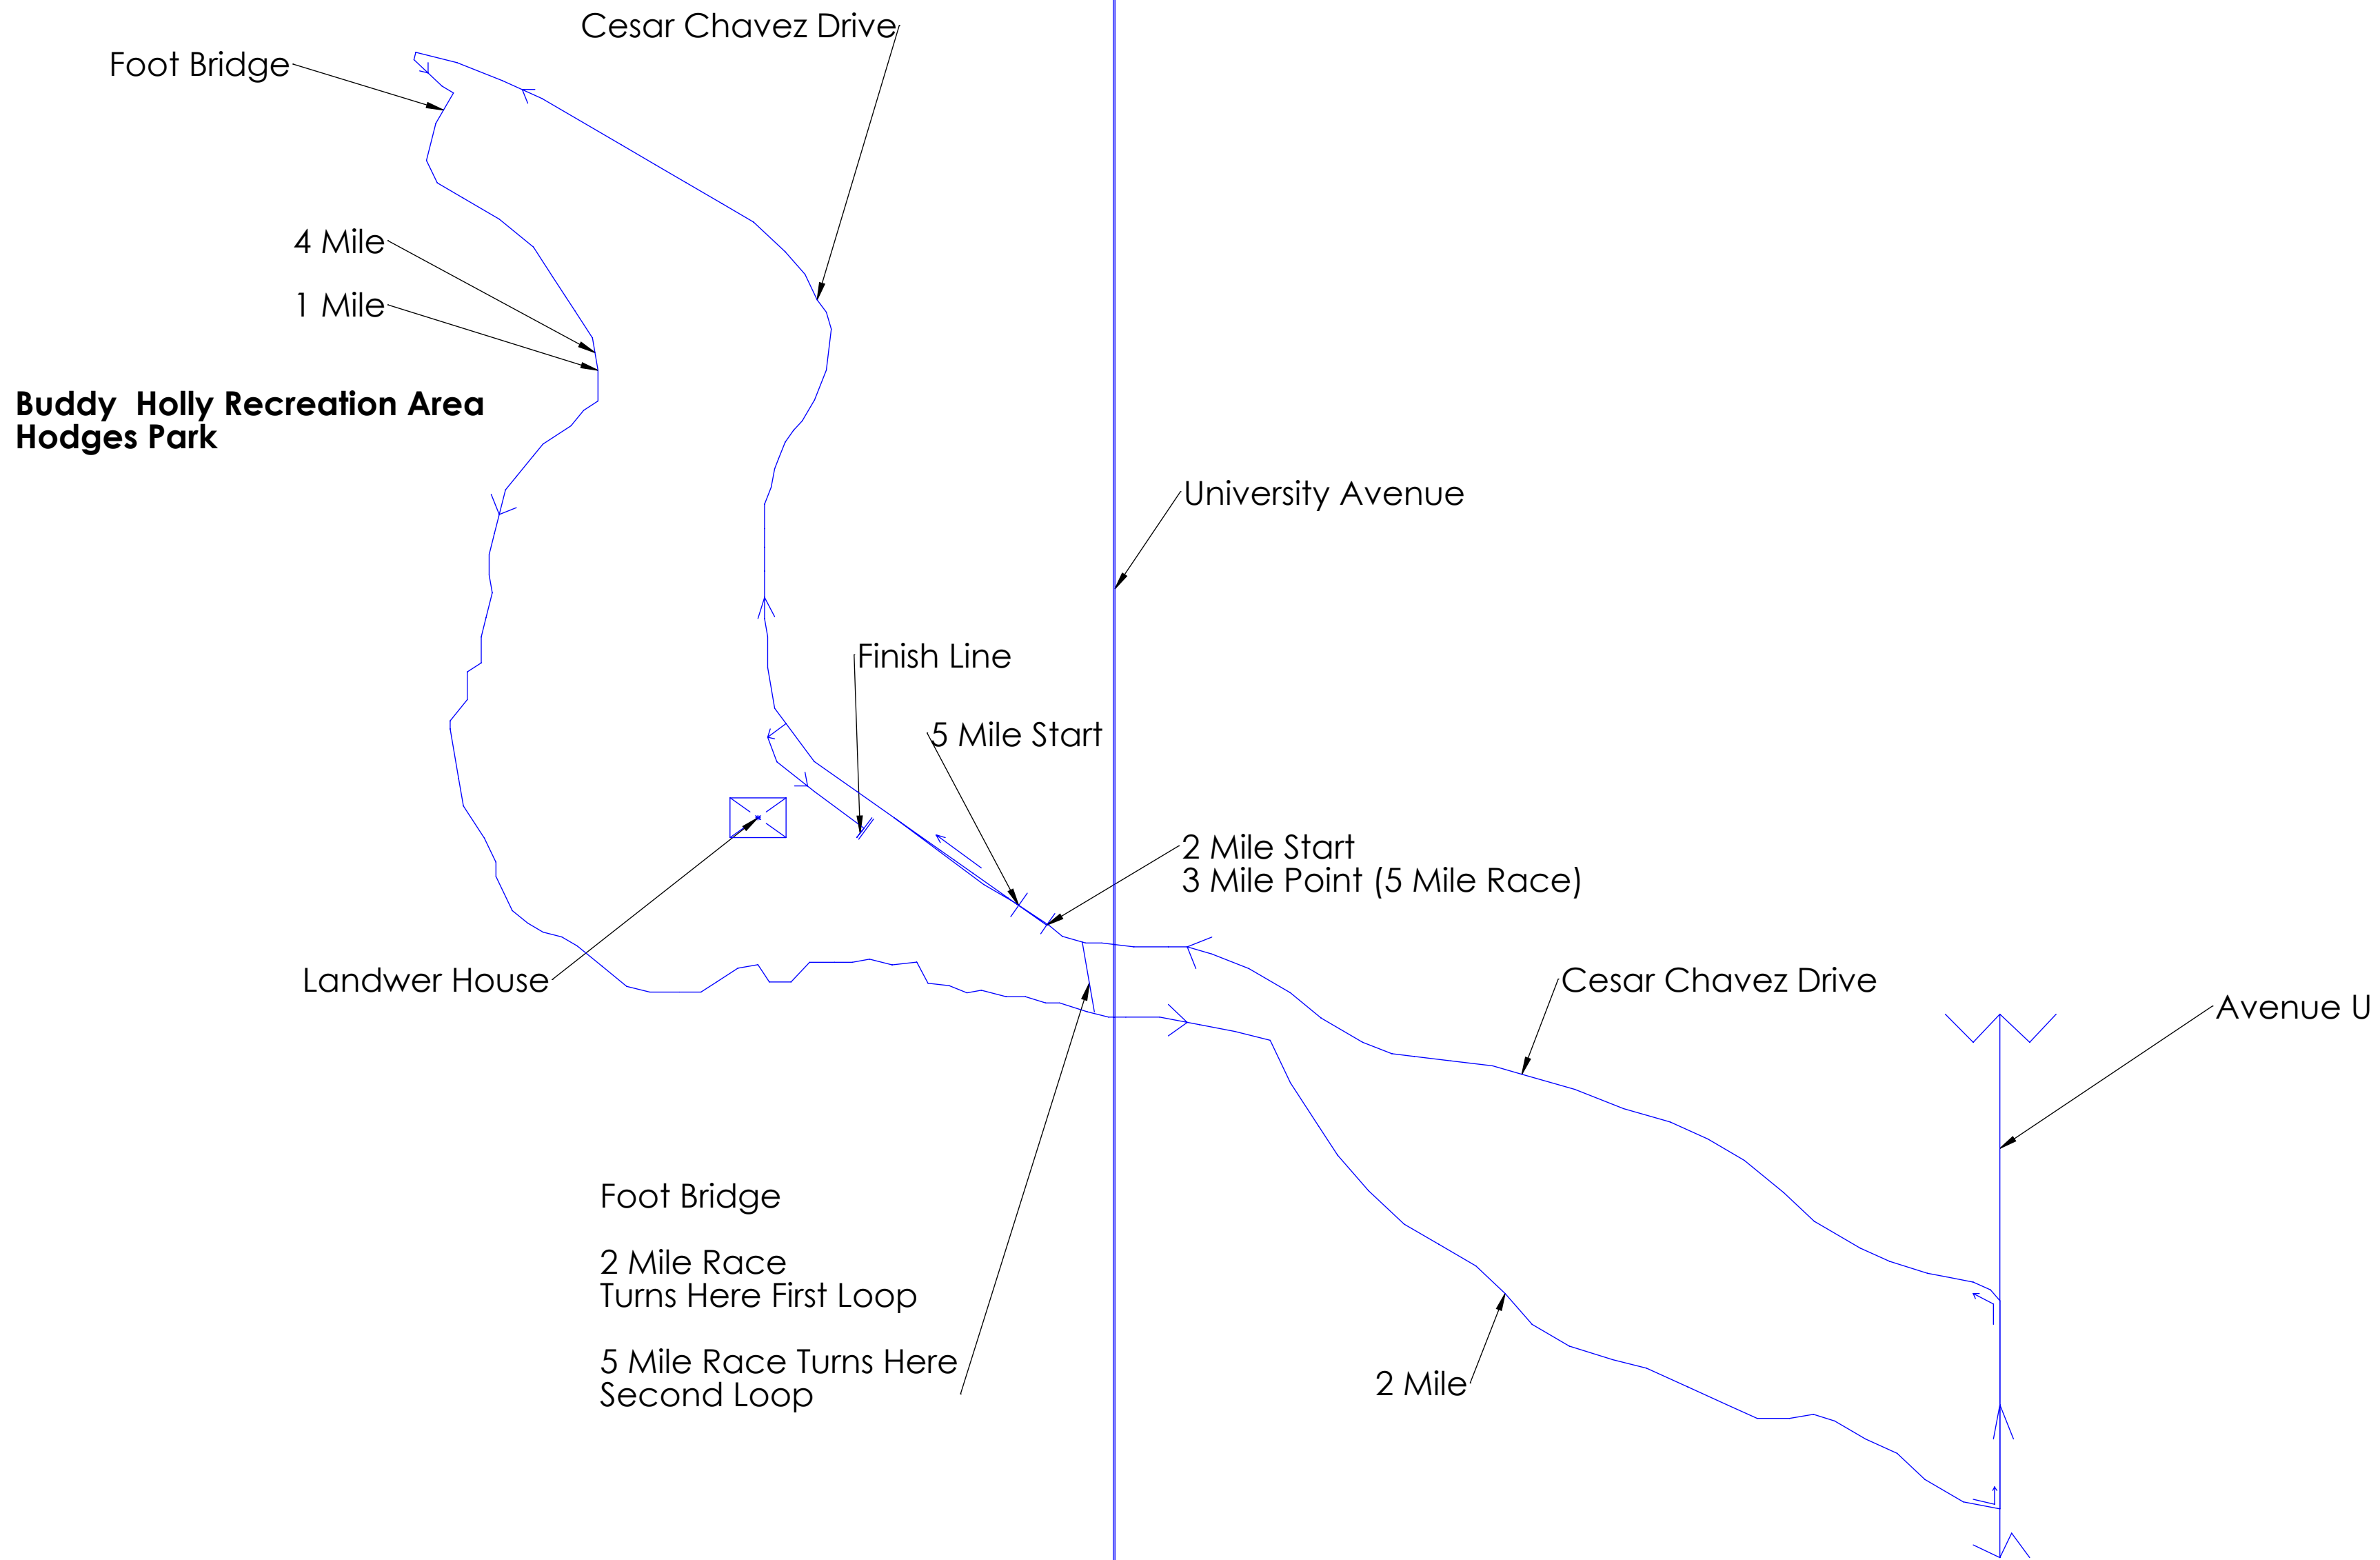 Cesar Chavez Drive
Foot Bridge
4 Mile
1 Mile
Buddy  Holly Recreation Area
Hodges Park
University Avenue
Finish Line
5 Mile Start
2 Mile Start
3 Mile Point (5 Mile Race)
Landwer House
Cesar Chavez Drive
Avenue U
Foot Bridge
2 Mile Race
Turns Here First Loop
5 Mile Race Turns Here
Second Loop
2 Mile